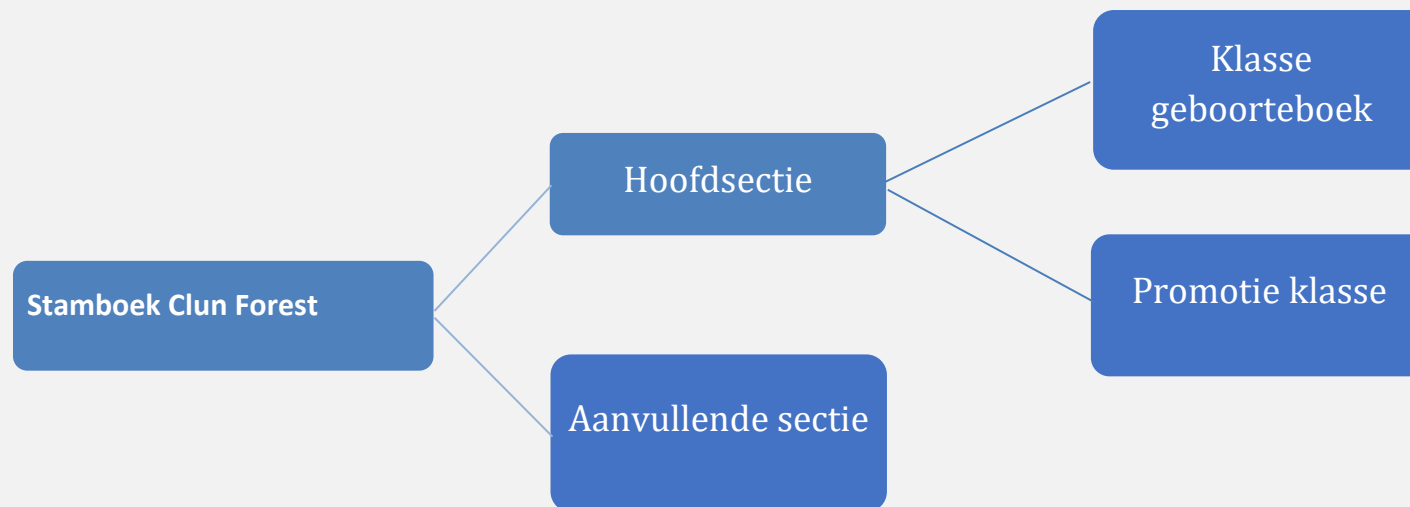 Stamboek Clun Forest
Hoofdsectie
Klasse
geboorteboek
Promotie klasse
Aanvullende sectie